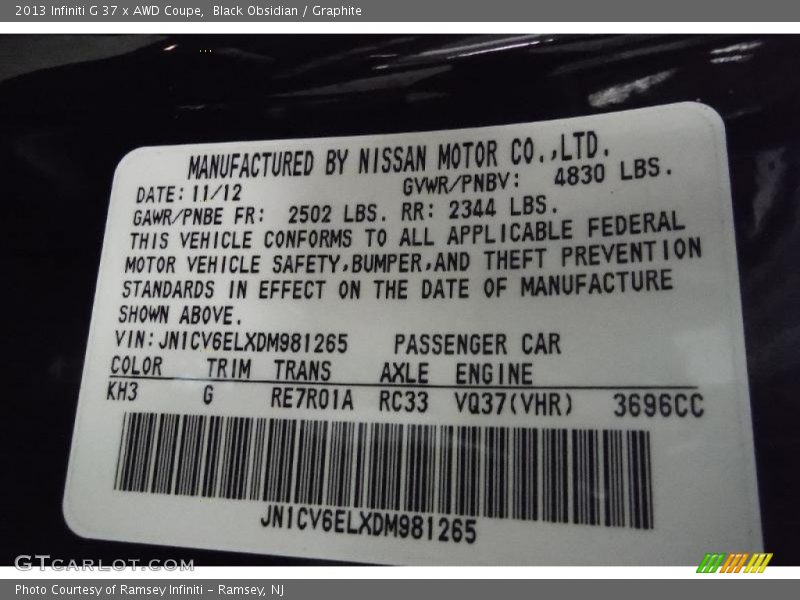 2013 Infiniti G 37 x AWD Coupe, Black Obsidian / Graphite
MANUFACTURED BY NISSAN MOTOR CO.,LTD.
DATE: 11/12 GVWR/PNBV: 4830 LBS.
GAWR/PNBE FR: 2502 LBS. RR: 2344 LBS.
THIS VEHICLE CONFORMS TO ALL APPLICABLE FEDERAL
MOTOR VEHICLE SAFETY,BUMPER,AND THEFT PREVENTION
STANDARDS IN EFFECT ON THE DATE OF MANUFACTURE
SHOWN ABOVE.
VIN: JN1CV6ELXDM981265 PASSENGER CAR
COLOR TRIM TRANS AXLE ENGINE
KH3 G RE7R01A RC33 VQ37(VHR) 3696CC
JN1CV6ELXDM981265
GTcarlot.com
Photo Courtesy of Ramsey Infiniti - Ramsey, NJ